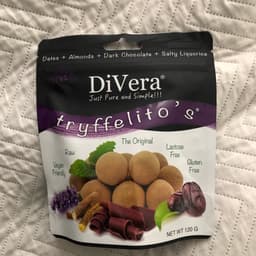 Dates + Almonds + Dark Chocolate + Salty Liquorice
DiVera®
Just Pure and Simple!!!
tryffelito's®
The Original
Raw
Lactose
Free
Vegan
Friendly
Gluten
Free
NET WT 120 G